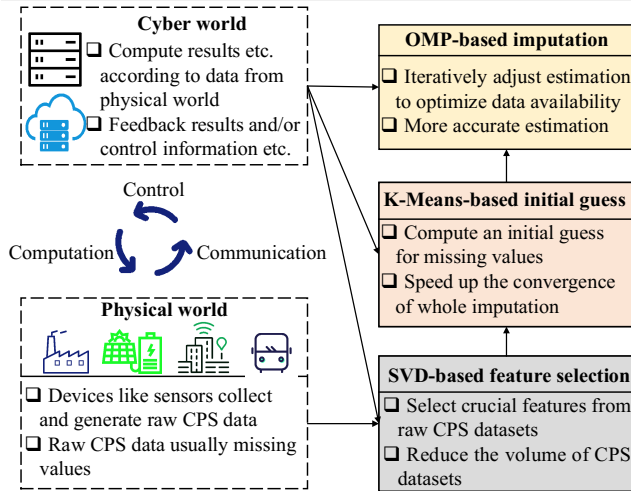 Cyber world
❑ Compute results etc.
according to data from
physical world
❑ Feedback results and/or
control information etc.
Control
Computation
Communication
Physical world
❑ Devices like sensors collect
and generate raw CPS data
❑ Raw CPS data usually missing
values
OMP-based imputation
❑ Iteratively adjust estimation
to optimize data availability
❑ More accurate estimation
K-Means-based initial guess
❑ Compute an initial guess
for missing values
❑ Speed up the convergence
of whole imputation
SVD-based feature selection
❑ Select crucial features from
raw CPS datasets
❑ Reduce the volume of CPS
datasets